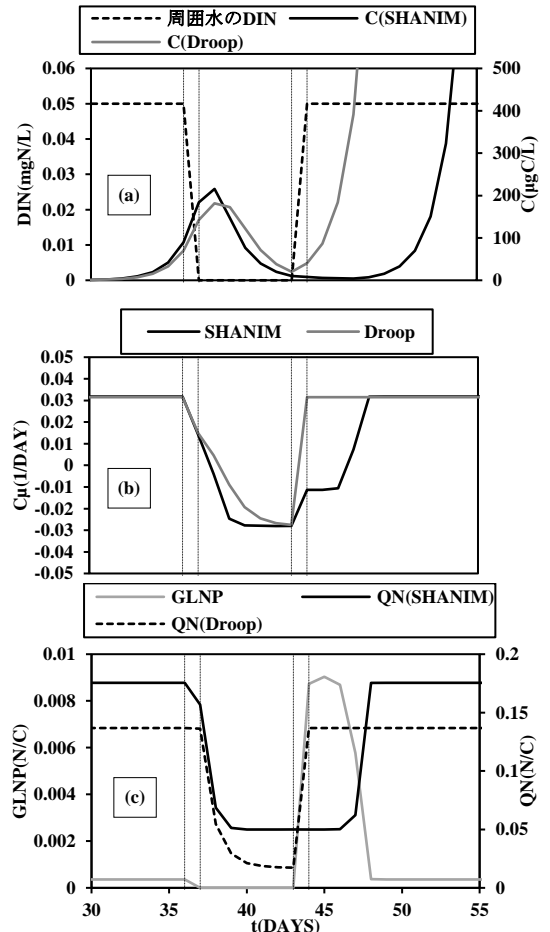 周囲水のDIN C(SHANIM)
C(Droop)
0.06 500
0.05 400
0.04 300
0.03
0.02 200
0.01 100
0 0
DIN(mgN/L)
C(μgC/L)
(a)
SHANIM Droop
0.05
0.04
0.03
0.02
0.01
0
-0.01
-0.02
-0.03
-0.04
-0.05
Cμ(1/DAY)
(b)
GLNP QN(SHANIM)
QN(Droop)
0.01 0.2
0.008 0.15
0.006
0.004 0.1
0.002 0.05
0 0
GLNP(N/C)
QN(N/C)
(c)
30 35 40 45 50 55
t(DAYS)